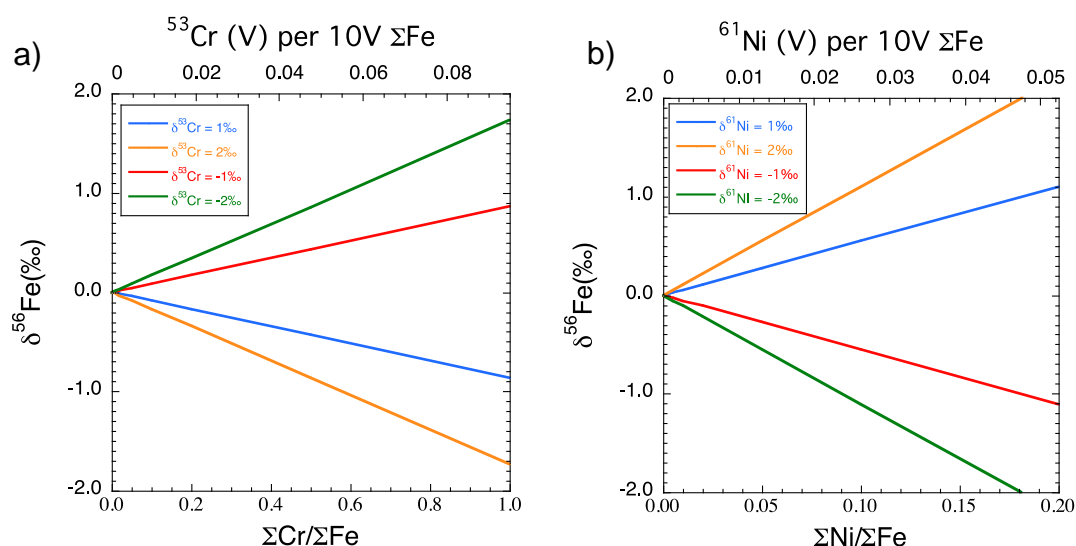 a)
⁵³Cr (V) per 10V ΣFe
0 0.02 0.04 0.06 0.08
2.0
1.0
0.0
-1.0
-2.0
δ⁵⁶Fe(‰)
δ⁵³Cr = 1‰
δ⁵³Cr = 2‰
δ⁵³Cr = -1‰
δ⁵³Cr = -2‰
0.0 0.2 0.4 0.6 0.8 1.0
ΣCr/ΣFe
b)
⁶¹Ni (V) per 10V ΣFe
0 0.01 0.02 0.03 0.04 0.05
2.0
1.0
0.0
-1.0
-2.0
δ⁵⁶Fe(‰)
δ⁶¹Ni = 1‰
δ⁶¹Ni = 2‰
δ⁶¹Ni = -1‰
δ⁶¹NI = -2‰
0.0 0.05 0.10 0.15 0.20
ΣNi/ΣFe